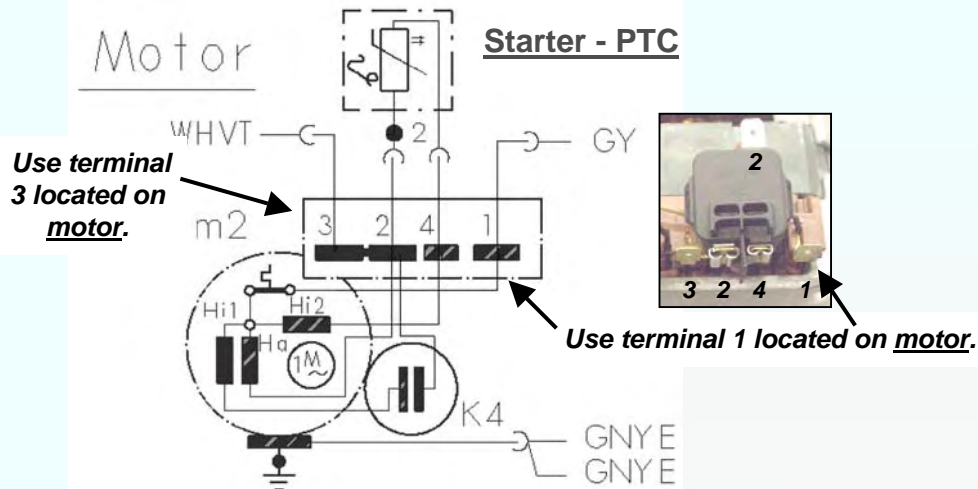 Motor
Starter - PTC
WHVT
2
GY
Use terminal
3 located on
motor.
m2
3 2 4 1
2
3 2 4 1
Hi1
Hi2
Ha
1M~
Use terminal 1 located on motor.
K4
GNYE
GNYE